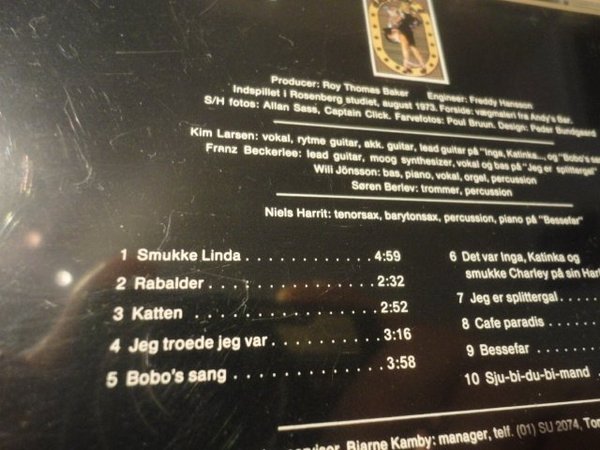 Producer: Roy Thomas Baker Engineer: Freddy Hansson
Indspillet i Rosenberg studiet, august 1973. Forside: vægmaleri fra Andy's Bar.
S/H fotos: Allan Sass, Captain Click. Farvefotos: Poul Bruun. Design: Peder Bundgaard
Kim Larsen: vokal, rytme guitar, akk. guitar, lead guitar på "Inga, Katinka..., og "Bobo's
Franz Beckerlee: lead guitar, moog synthesizer, vokal og bas på "Jeg er splittergal"
Will Jönsson: bas, piano, vokal, orgel, percussion
Søren Berlev: trommer, percussion
Niels Harrit: tenorsax, barytonsax, percussion, piano på "Bessefar"
1 Smukke Linda . . . . . . . . . . . . 4:59
2 Rabalder . . . . . . . . . . . . . . . 2:32
3 Katten . . . . . . . . . . . . . . . . . 2:52
4 Jeg troede jeg var . . . . . . . . . . 3:16
5 Bobo's sang . . . . . . . . . . . . . 3:58
6 Det var Inga, Katinka og
smukke Charley på sin
7 Jeg er splittergal . . .
8 Cafe paradis . . . . .
9 Bessefar . . . . .
10 Sju-bi-du-bi-mand . . .
Bjarne Kamby: manager, telf. (01) SU 2074,